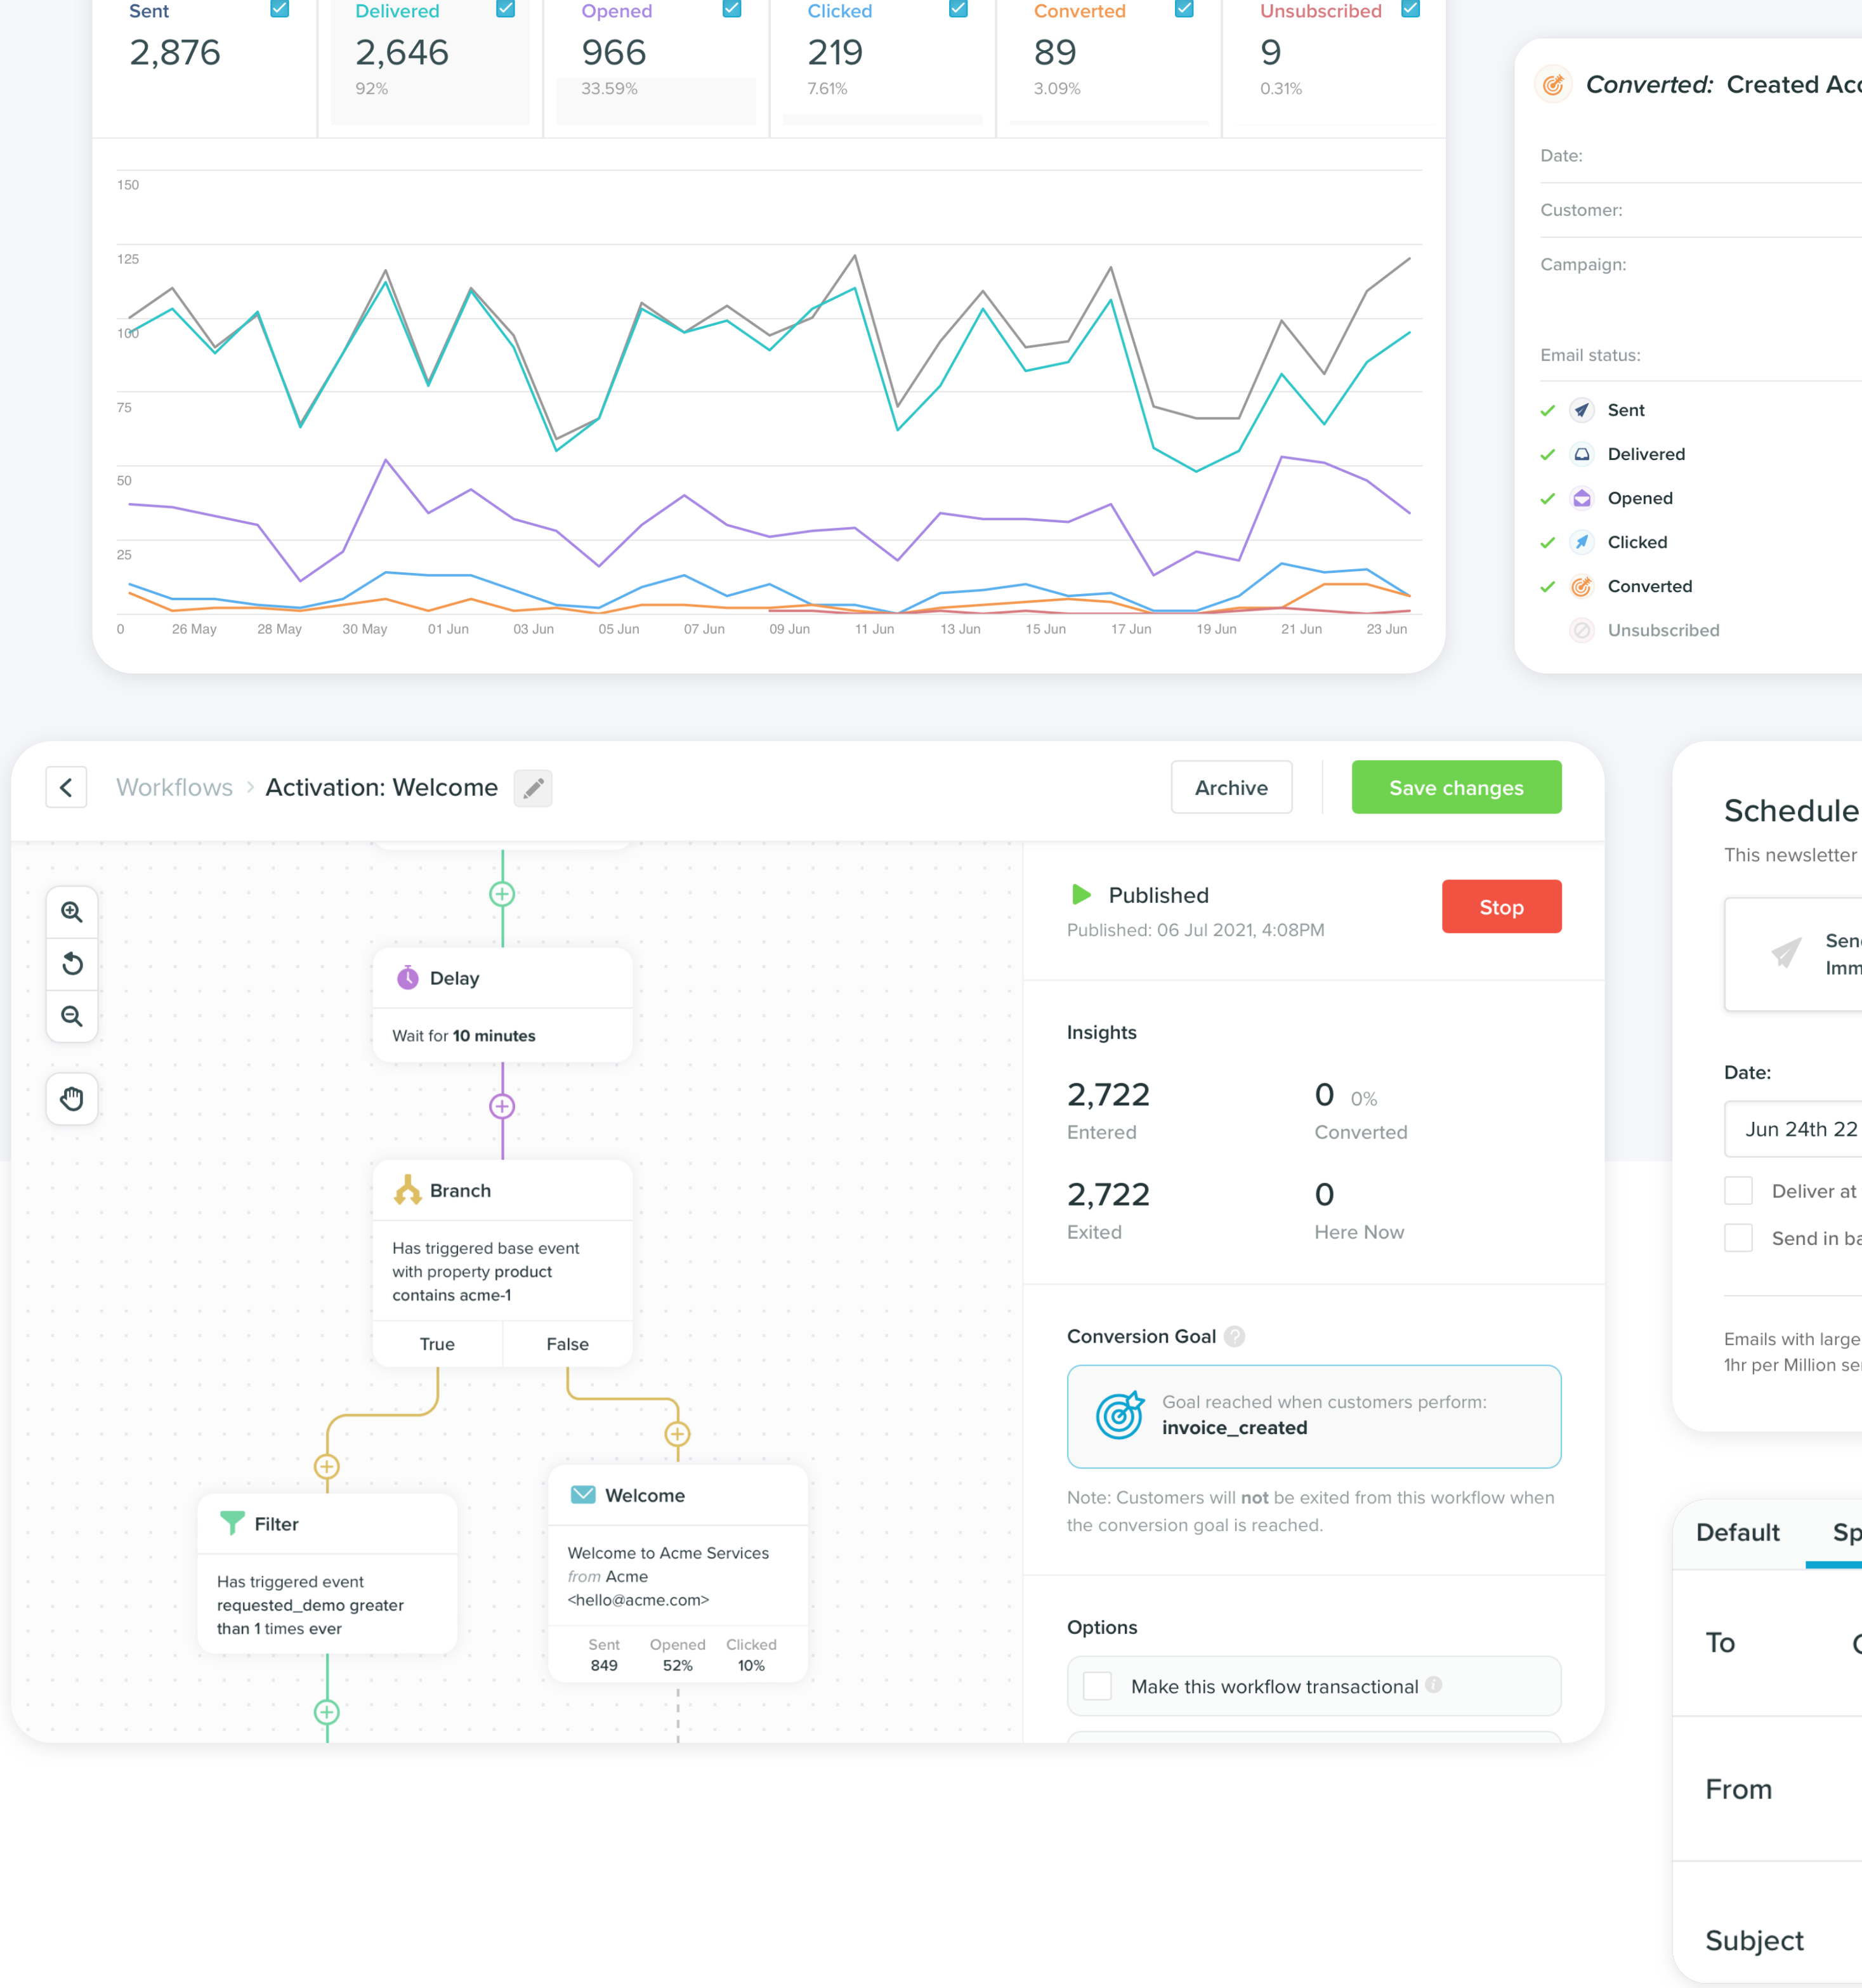 Sent
2,876
Delivered
2,646
92%
Opened
966
33.59%
Clicked
219
7.61%
Converted
89
3.09%
Unsubscribed
9
0.31%
150
125
100
75
50
25
0 26 May 28 May 30 May 01 Jun 03 Jun 05 Jun 07 Jun 09 Jun 11 Jun 13 Jun 15 Jun 17 Jun 19 Jun 21 Jun 23 Jun
Converted: Created
Date:
Customer:
Campaign:
Email status:
Sent
Delivered
Opened
Clicked
Converted
Unsubscribed
Workflows > Activation: Welcome
Archive
Save changes
Delay
Wait for 10 minutes
Branch
Has triggered base event
with property product
contains acme-1
True
False
Filter
Has triggered event
requested_demo greater
than 1 times ever
Welcome
Welcome to Acme Services
from Acme
<hello@acme.com>
Sent Opened Clicked
849 52% 10%
Published
Published: 06 Jul 2021, 4:08PM
Stop
Insights
2,722
Entered
0 0%
Converted
2,722
Exited
0
Here Now
Conversion Goal ?
Goal reached when customers perform:
invoice_created
Note: Customers will not be exited from this workflow when
the conversion goal is reached.
Options
Make this workflow transactional
Schedule
This newsletter
Date:
Jun 24th 22
Deliver at
Send in
Emails with large
1hr per Million
Default
To
From
Subject